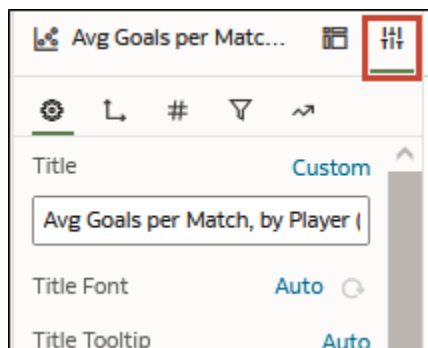 Avg Goals per Matc...
#
Title Custom
Avg Goals per Match, by Player (
Title Font Auto
Title Tooltip Auto